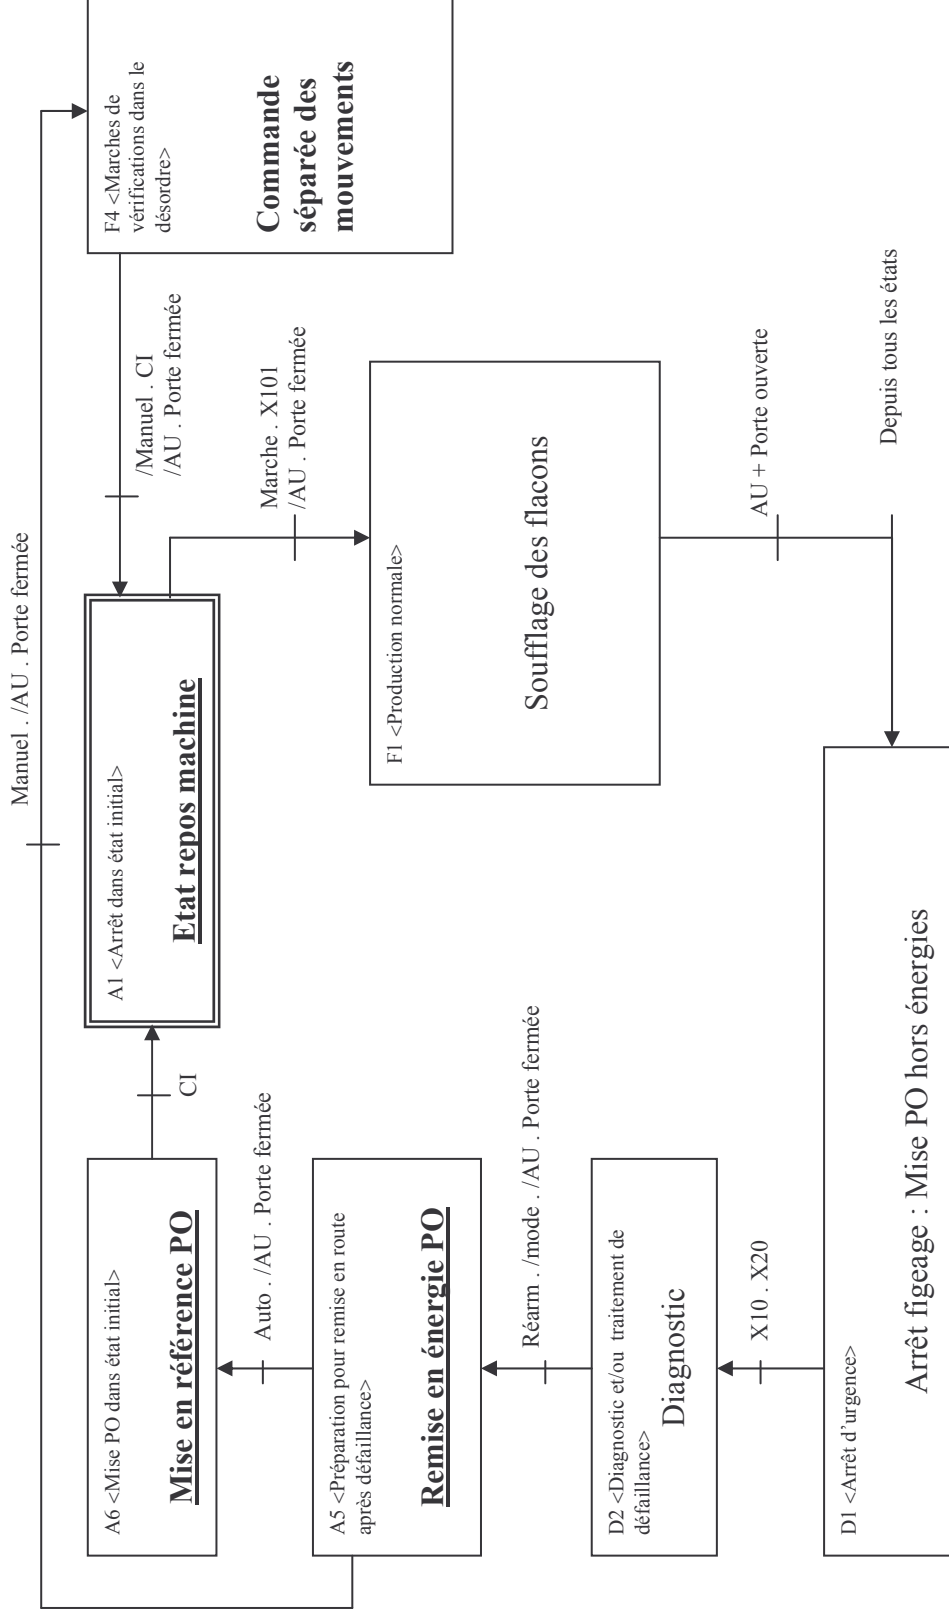 Manuel . /AU . Porte fermée
A6 <Mise PO dans état initial>
Mise en référence PO
CI
A1 <Arrêt dans état initial>
Etat repos machine
/Manuel . CI
/AU . Porte fermée
F4 <Marches de
vérifications dans le
désordre>
Commande
séparée des
mouvements
Auto . /AU . Porte fermée
Marche . X101
/AU . Porte fermée
A5 <Préparation pour remise en route
après défaillance>
Remise en énergie PO
F1 <Production normale>
Soufflage des flacons
Réarm . /mode . /AU . Porte fermée
D2 <Diagnostic et/ou traitement de
défaillance>
Diagnostic
X10 . X20
AU + Porte ouverte
Depuis tous les états
D1 <Arrêt d’urgence>
Arrêt figeage : Mise PO hors énergies